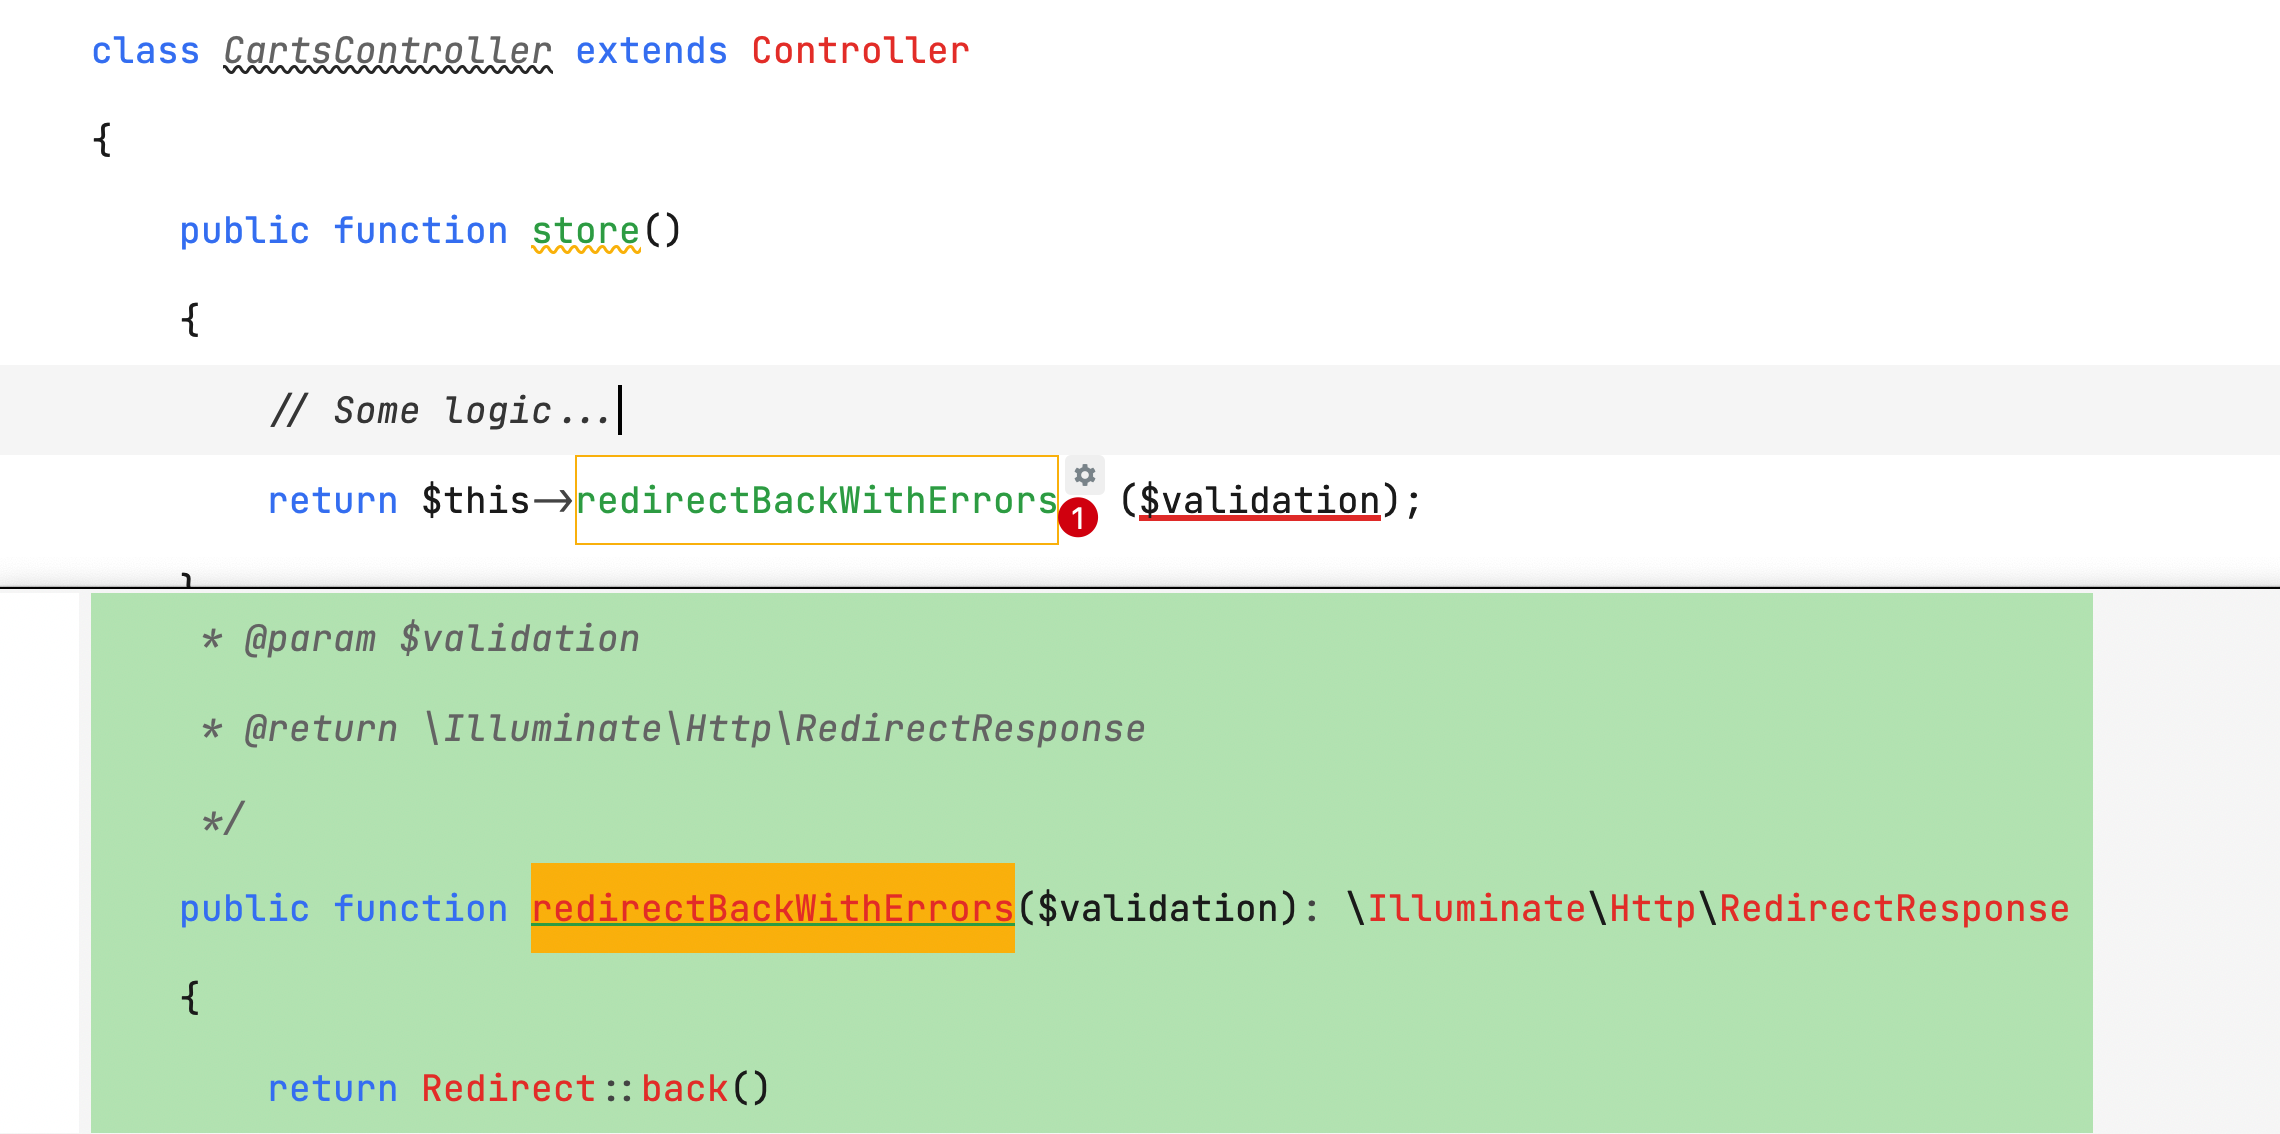 class CartsController extends Controller
{
public function store()
{
// Some logic...
return $this->redirectBackWithErrors 1 ($validation);
}
* @param $validation
* @return \Illuminate\Http\RedirectResponse
*/
public function redirectBackWithErrors($validation): \Illuminate\Http\RedirectResponse
{
return Redirect::back()